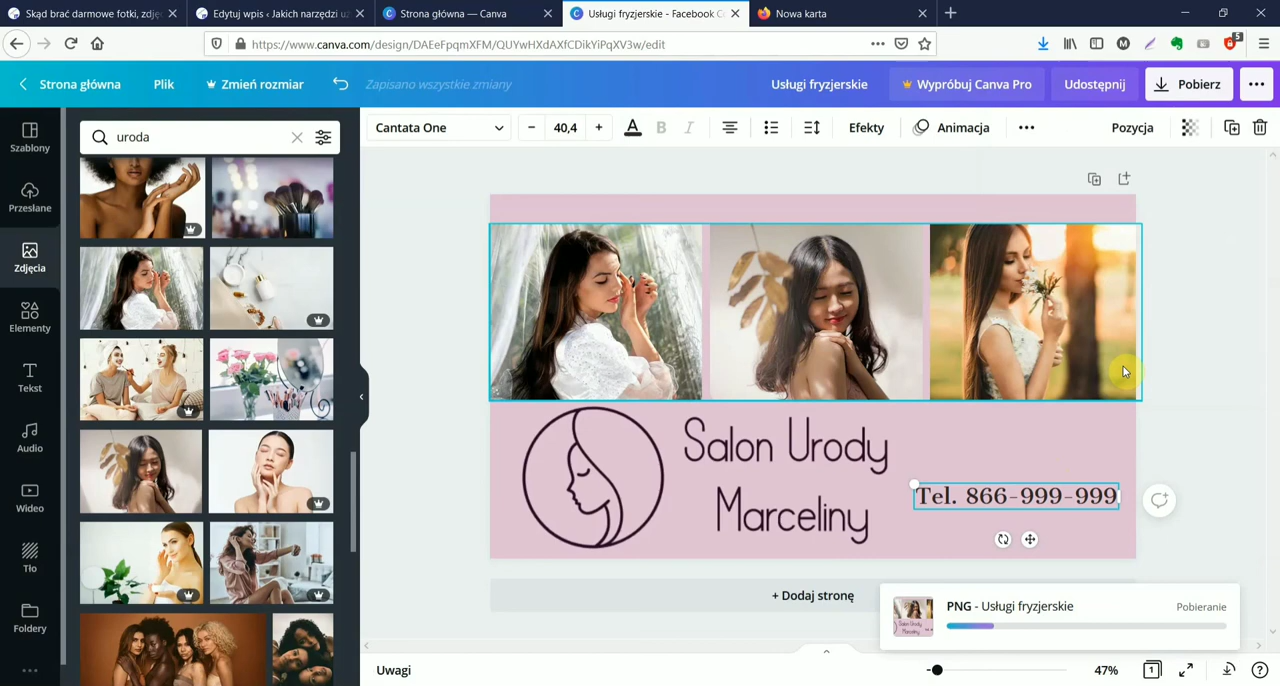 Skąd brać darmowe fotki, zdję
Edytuj wpis ‹ Jakich narzędzi uż
Strona główna — Canva
Usługi fryzjerskie - Facebook C
Nowa karta
https://www.canva.com/design/DAEeFpqmXFM/QUYwHXdAXfCDikYiPqXV3w/edit
5
Strona główna
Plik
Zmień rozmiar
Zapisano wszystkie zmiany
Usługi fryzjerskie
Wypróbuj Canva Pro
Udostępnij
Pobierz
Szablony
Przesłane
Zdjęcia
Elementy
Tekst
Audio
Wideo
Tło
Foldery
uroda
Cantata One
40,4
A
B
I
Efekty
Animacja
Pozycja
Salon Urody
Marceliny
Tel. 866-999-999
+ Dodaj stronę
PNG - Usługi fryzjerskie
Pobieranie
Uwagi
47%
1
?